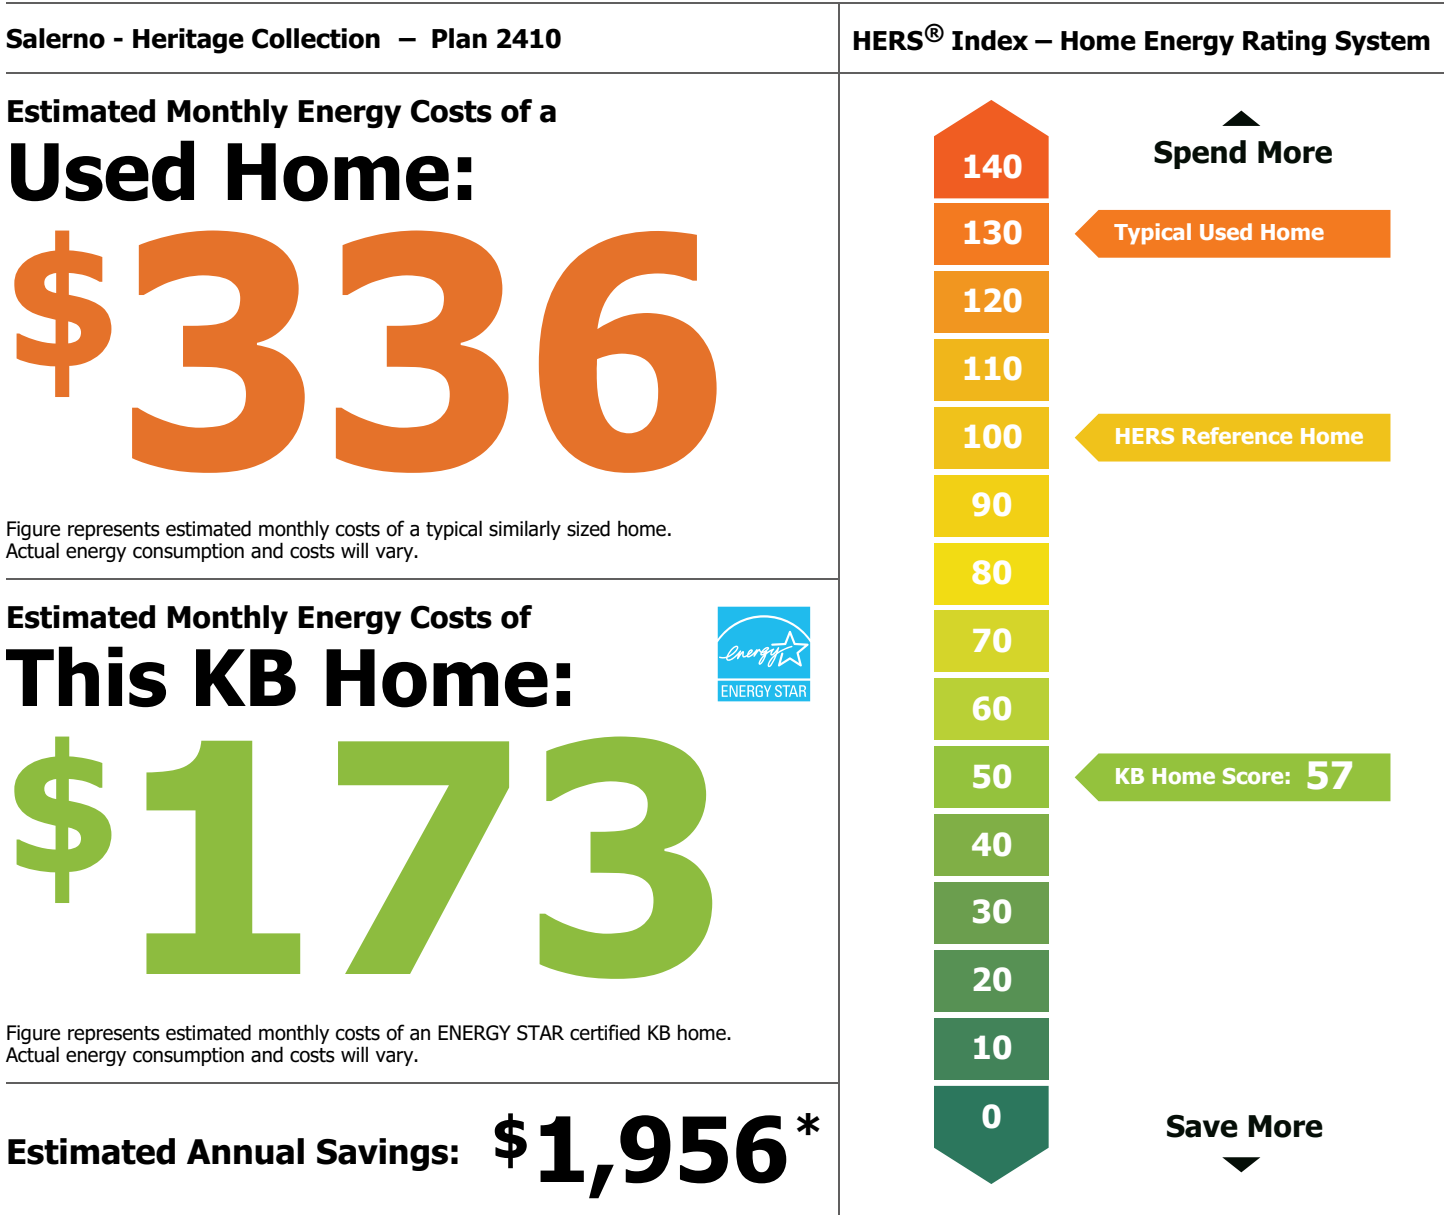 Salerno - Heritage Collection – Plan 2410
Estimated Monthly Energy Costs of a
Used Home:
$336
Figure represents estimated monthly costs of a typical similarly sized home.
Actual energy consumption and costs will vary.
Estimated Monthly Energy Costs of
This KB Home:
energy
ENERGY STAR
$173
Figure represents estimated monthly costs of an ENERGY STAR certified KB home.
Actual energy consumption and costs will vary.
Estimated Annual Savings: $1,956*
HERS® Index – Home Energy Rating System
Spend More
140
130 Typical Used Home
120
110
100 HERS Reference Home
90
80
70
60
50 KB Home Score: 57
40
30
20
10
0
Save More